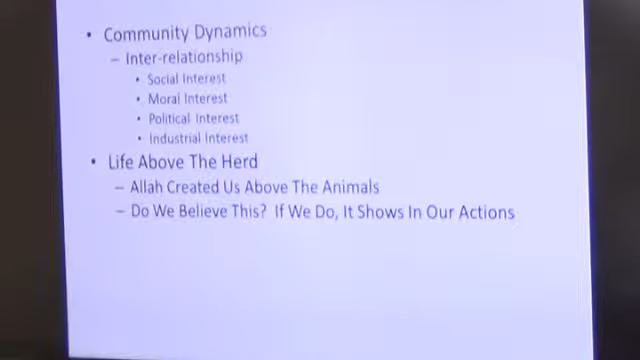 • Community Dynamics
– Inter-relationship
• Social Interest
• Moral Interest
• Political Interest
• Industrial Interest
• Life Above The Herd
– Allah Created Us Above The Animals
– Do We Believe This? If We Do, It Shows In Our Actions